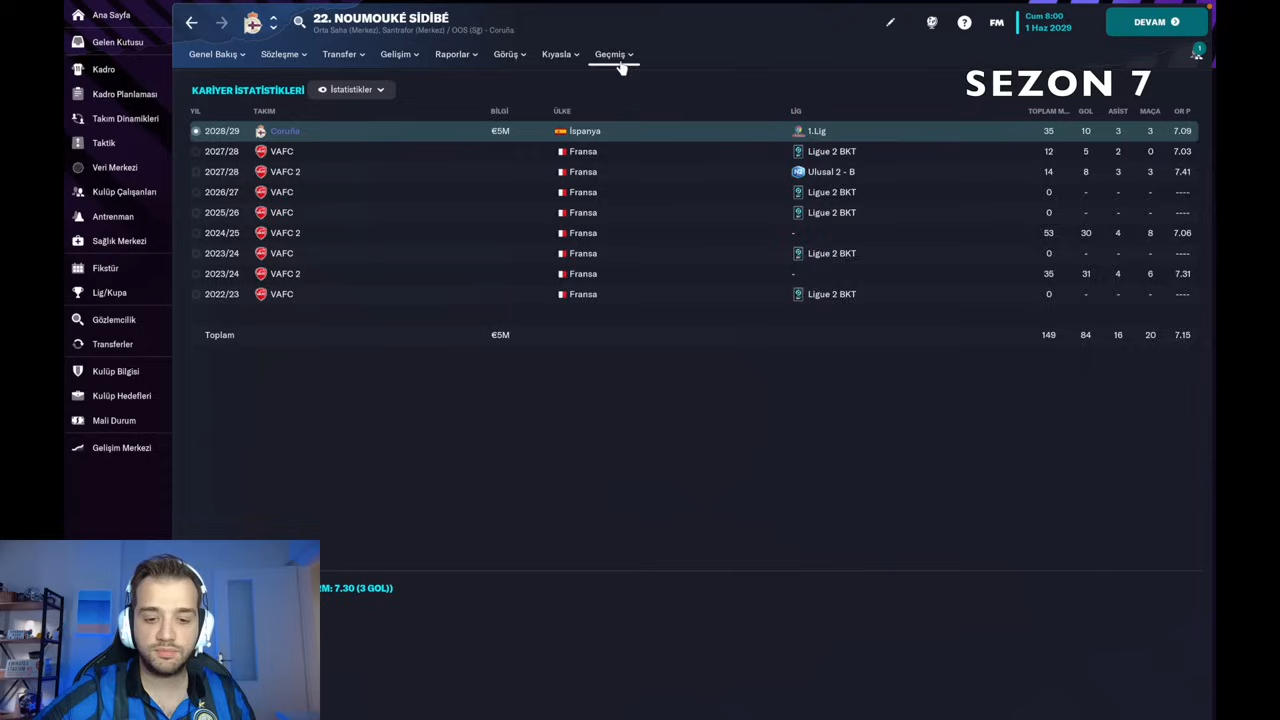 Ana Sayfa
Gelen Kutusu
Kadro
Kadro Planlaması
Takım Dinamikleri
Taktik
Veri Merkezi
Kulüp Çalışanları
Antrenman
Sağlık Merkezi
Fikstür
Lig/Kupa
Gözlemcilik
Transferler
Kulüp Bilgisi
Kulüp Hedefleri
Mali Durum
Gelişim Merkezi
22. NOUMOUKÉ SİDİBÉ
Orta Saha (Merkez), Santrafor (Merkez) / OOS (Sğ) - Coruña
FM
Cum 8:00
1 Haz 2029
DEVAM
Genel Bakış Sözleşme Transfer Gelişim Raporlar Görüş Kıyasla Geçmiş
1
SEZON 7
KARİYER İSTATİSTİKLERİ İstatistikler
YIL TAKIM BİLGİ ÜLKE LİG TOPLAM M... GOL ASİST MAÇA OR P
2028/29 Coruña €5M İspanya 1.Lig 35 10 3 3 7.09
2027/28 VAFC Fransa Ligue 2 BKT 12 5 2 0 7.03
2027/28 VAFC 2 Fransa Ulusal 2 - B 14 8 3 3 7.41
2026/27 VAFC Fransa Ligue 2 BKT 0 - - - ----
2025/26 VAFC Fransa Ligue 2 BKT 0 - - - ----
2024/25 VAFC 2 Fransa - 53 30 4 8 7.06
2023/24 VAFC Fransa Ligue 2 BKT 0 - - - ----
2023/24 VAFC 2 Fransa - 35 31 4 6 7.31
2022/23 VAFC Fransa Ligue 2 BKT 0 - - - ----
Toplam €5M 149 84 16 20 7.15
RM: 7.30 (3 GOL))